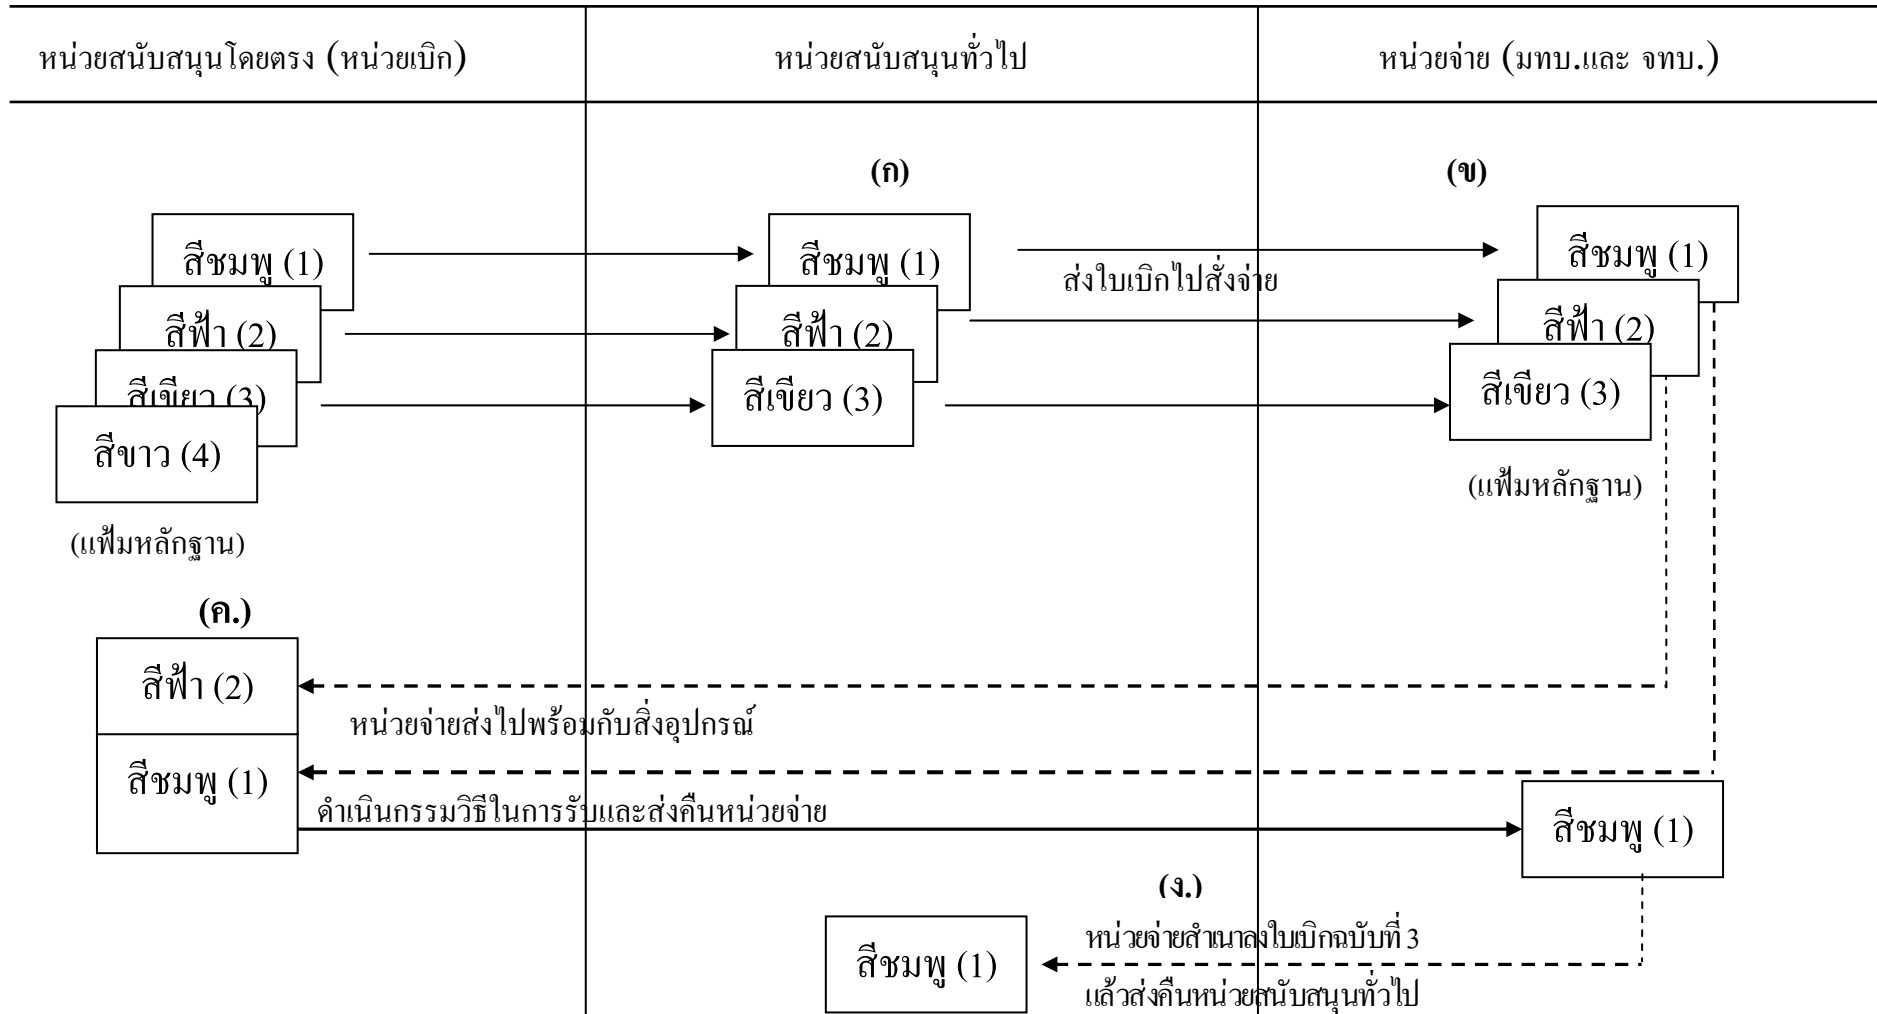 หน่วยสนับสนุนโดยตรง (หน่วยเบิก)
หน่วยสนับสนุนทั่วไป
หน่วยจ่าย (มทบ.และ จทบ.)
(ก)
(ข)
สีชมพู (1)
สีชมพู (1)
สีชมพู (1)
ส่งใบเบิกไปสั่งจ่าย
สีฟ้า (2)
สีฟ้า (2)
สีฟ้า (2)
สีเขียว (3)
สีเขียว (3)
สีเขียว (3)
สีขาว (4)
(แฟ้มหลักฐาน)
(แฟ้มหลักฐาน)
(ค.)
สีฟ้า (2)
หน่วยจ่ายส่งไปพร้อมกับสิ่งอุปกรณ์
สีชมพู (1)
ดำเนินกรรมวิธีในการรับและส่งคืนหน่วยจ่าย
สีชมพู (1)
(ง.)
หน่วยจ่ายสำเนาลงใบเบิกฉบับที่ 3
สีชมพู (1)
แล้วส่งคืนหน่วยสนับสนุนทั่วไป